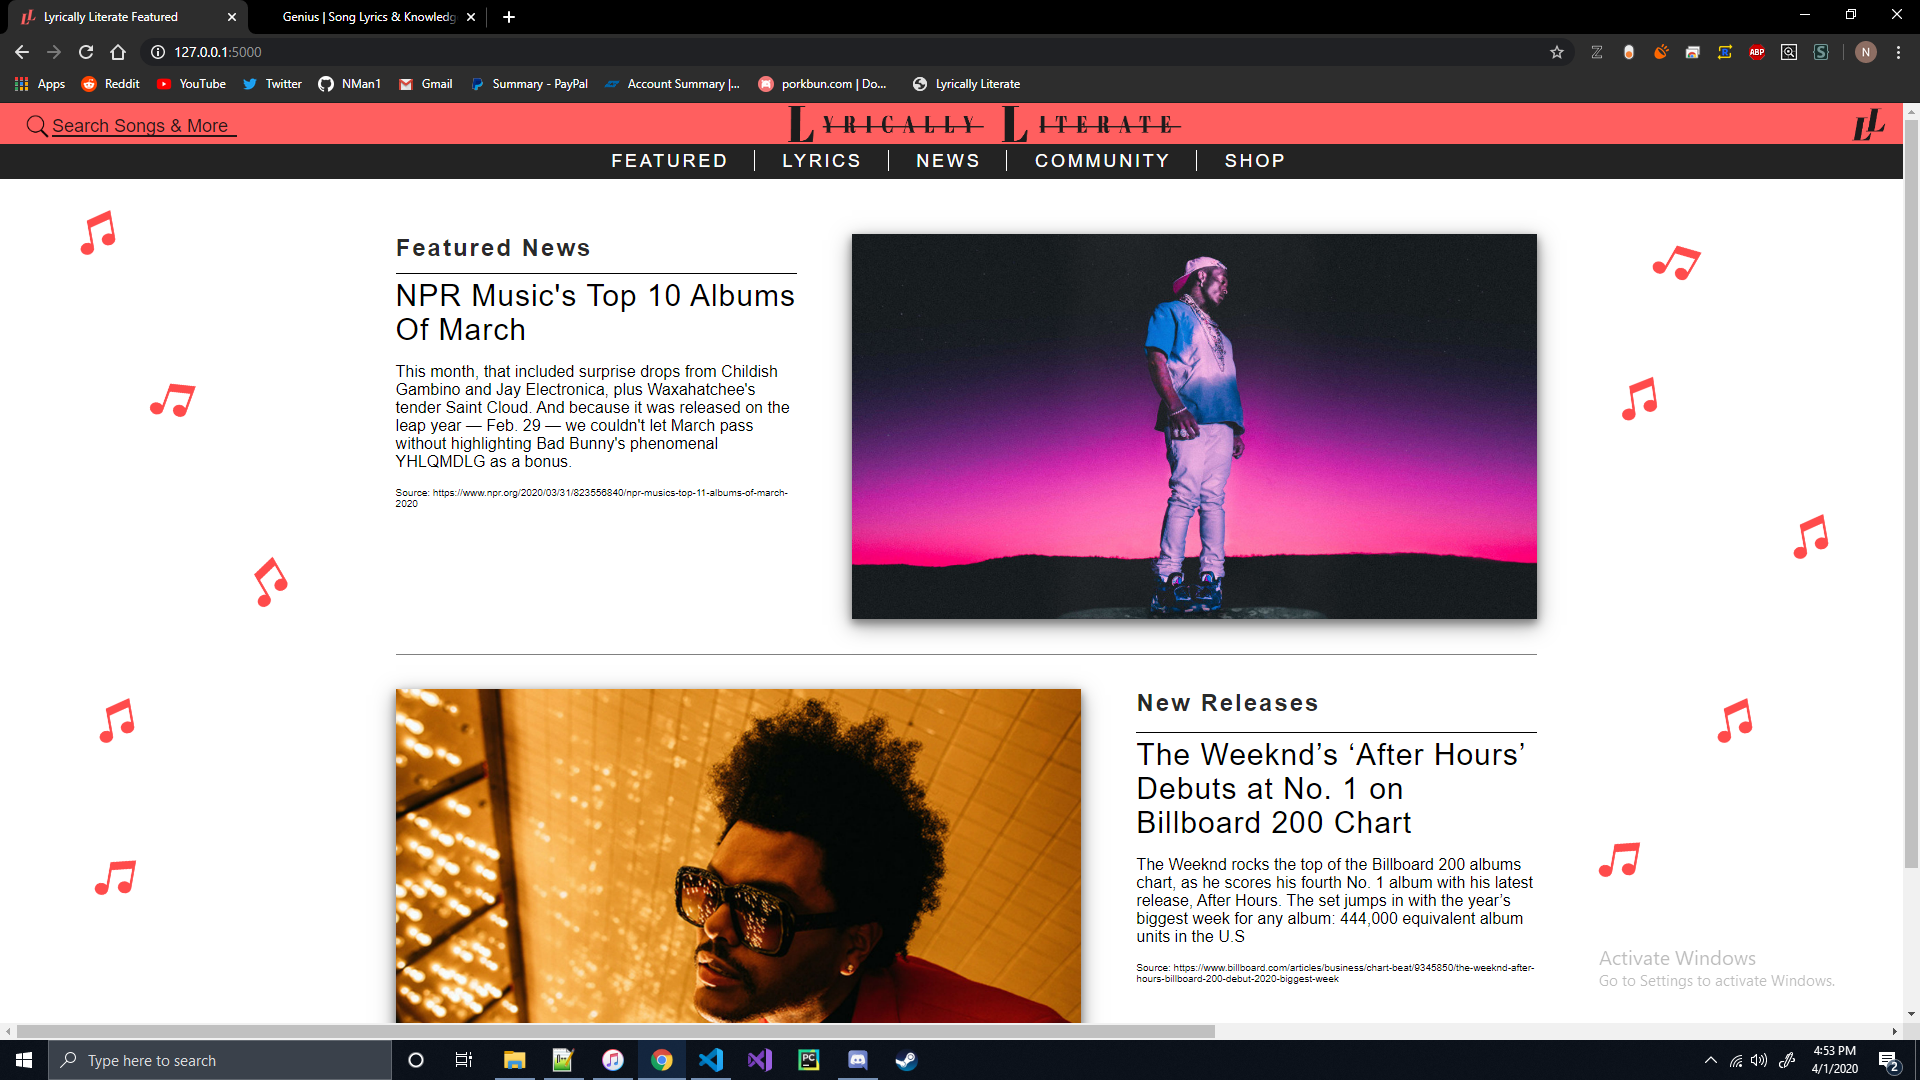 Lyrically Literate Featured
Genius | Song Lyrics & Knowledg
127.0.0.1:5000
ABP
N
Apps
Reddit
YouTube
Twitter
NMan1
Gmail
Summary - PayPal
Account Summary |...
porkbun.com | Do...
Lyrically Literate
Search Songs & More
LYRICALLY LITERATE
LL
FEATURED
LYRICS
NEWS
COMMUNITY
SHOP
Featured News
NPR Music's Top 10 Albums
Of March
This month, that included surprise drops from Childish
Gambino and Jay Electronica, plus Waxahatchee's
tender Saint Cloud. And because it was released on the
leap year — Feb. 29 — we couldn't let March pass
without highlighting Bad Bunny's phenomenal
YHLQMDLG as a bonus.
Source: https://www.npr.org/2020/03/31/823556840/npr-musics-top-11-albums-of-march-
2020
New Releases
The Weeknd’s ‘After Hours’
Debuts at No. 1 on
Billboard 200 Chart
The Weeknd rocks the top of the Billboard 200 albums
chart, as he scores his fourth No. 1 album with his latest
release, After Hours. The set jumps in with the year’s
biggest week for any album: 444,000 equivalent album
units in the U.S
Source: https://www.billboard.com/articles/business/chart-beat/9345850/the-weeknd-after-
hours-billboard-200-debut-2020-biggest-week
Activate Windows
Go to Settings to activate Windows.
Type here to search
PC
4:53 PM
4/1/2020
2